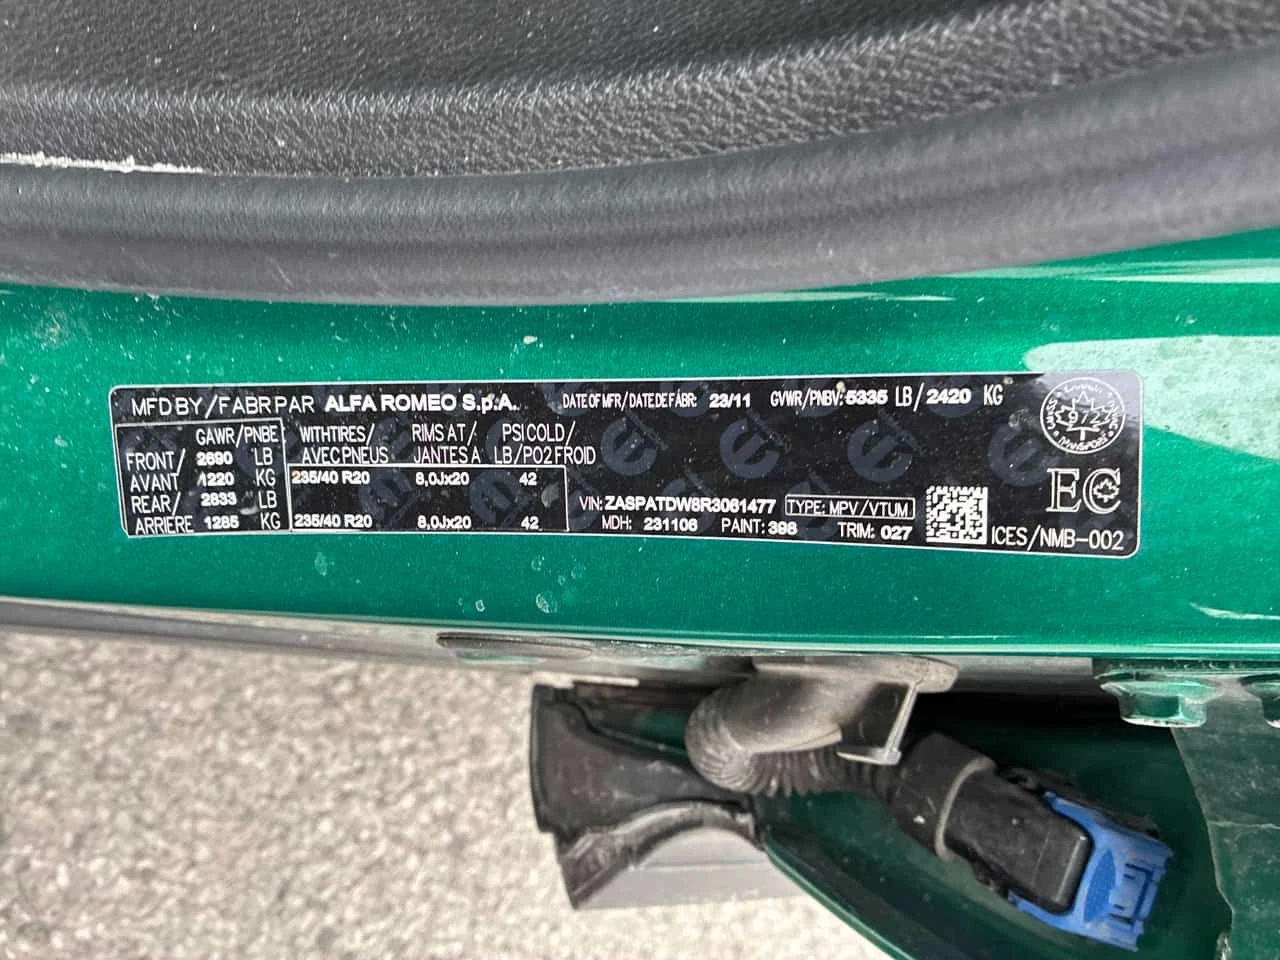 MFD BY/FABR PAR ALFA ROMEO S.p.A. DATE OF MFR/DATE DE FABR: 23/11 GVWR/PNBV: 5335 LB/2420 KG
GAWR/PNBE WITH TIRES/ RIMS AT/ PSI COLD/
FRONT/ 2690 LB AVEC PNEUS JANTES A LB/PO2 FROID
AVANT 1220 KG 235/40 R20 8,0Jx20 42
REAR/ 2833 LB VIN: ZASPATDW8R3061477 TYPE: MPV/VTUM
ARRIERE 1285 KG 235/40 R20 8,0Jx20 42 MDH: 231106 PAINT: 398 TRIM: 027
972
TRANSPORT
EC
ICES/NMB-002